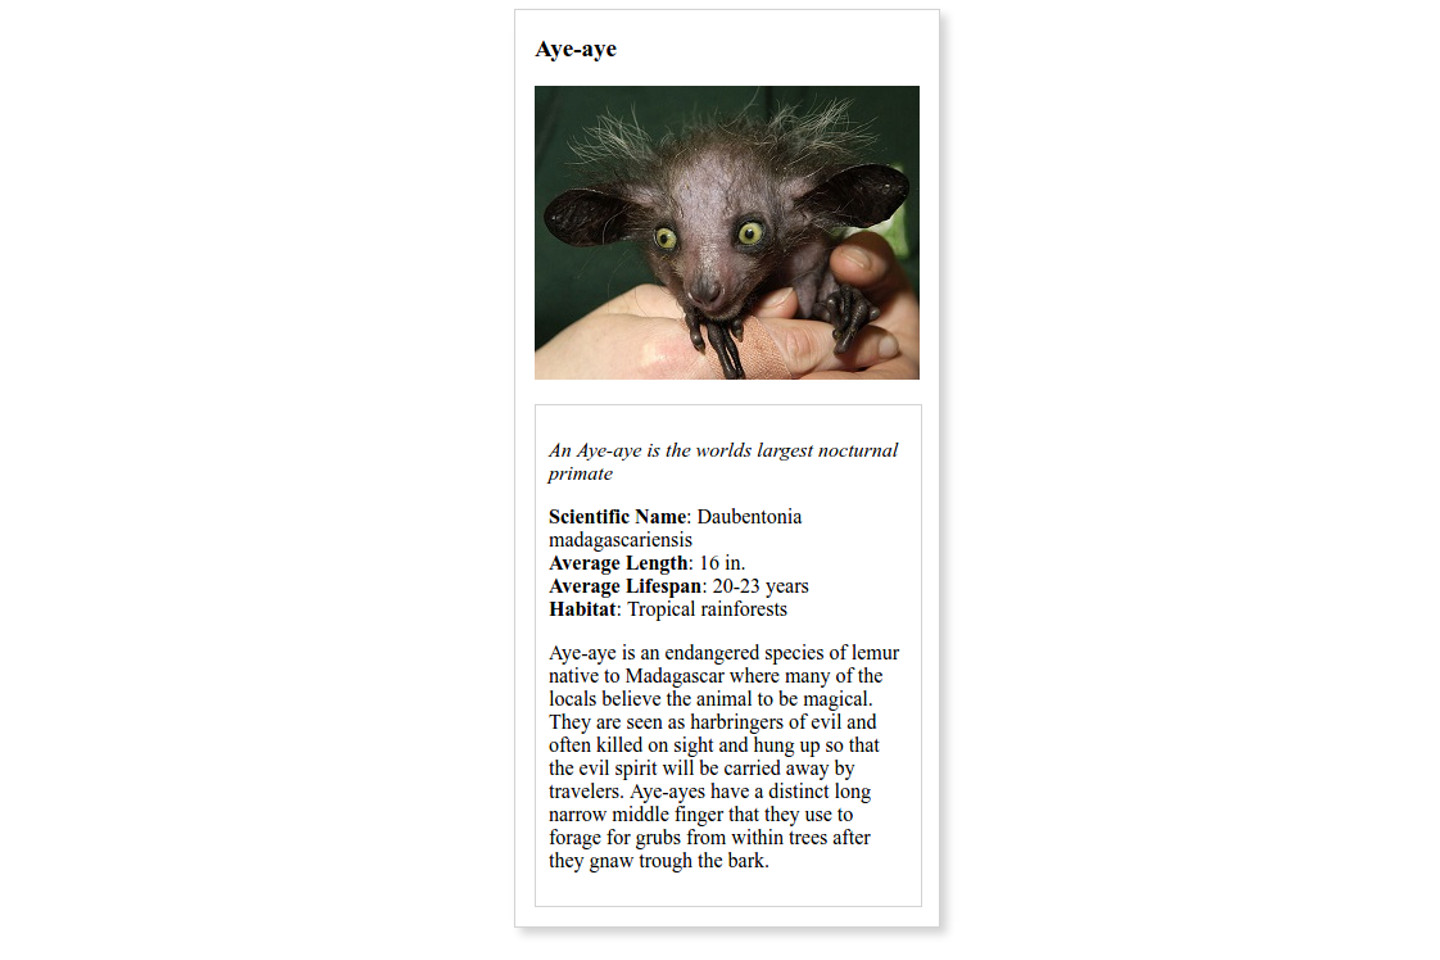 Aye-aye
An Aye-aye is the worlds largest nocturnal
primate
Scientific Name: Daubentonia
madagascariensis
Average Length: 16 in.
Average Lifespan: 20-23 years
Habitat: Tropical rainforests
Aye-aye is an endangered species of lemur
native to Madagascar where many of the
locals believe the animal to be magical.
They are seen as harbringers of evil and
often killed on sight and hung up so that
the evil spirit will be carried away by
travelers. Aye-ayes have a distinct long
narrow middle finger that they use to
forage for grubs from within trees after
they gnaw trough the bark.